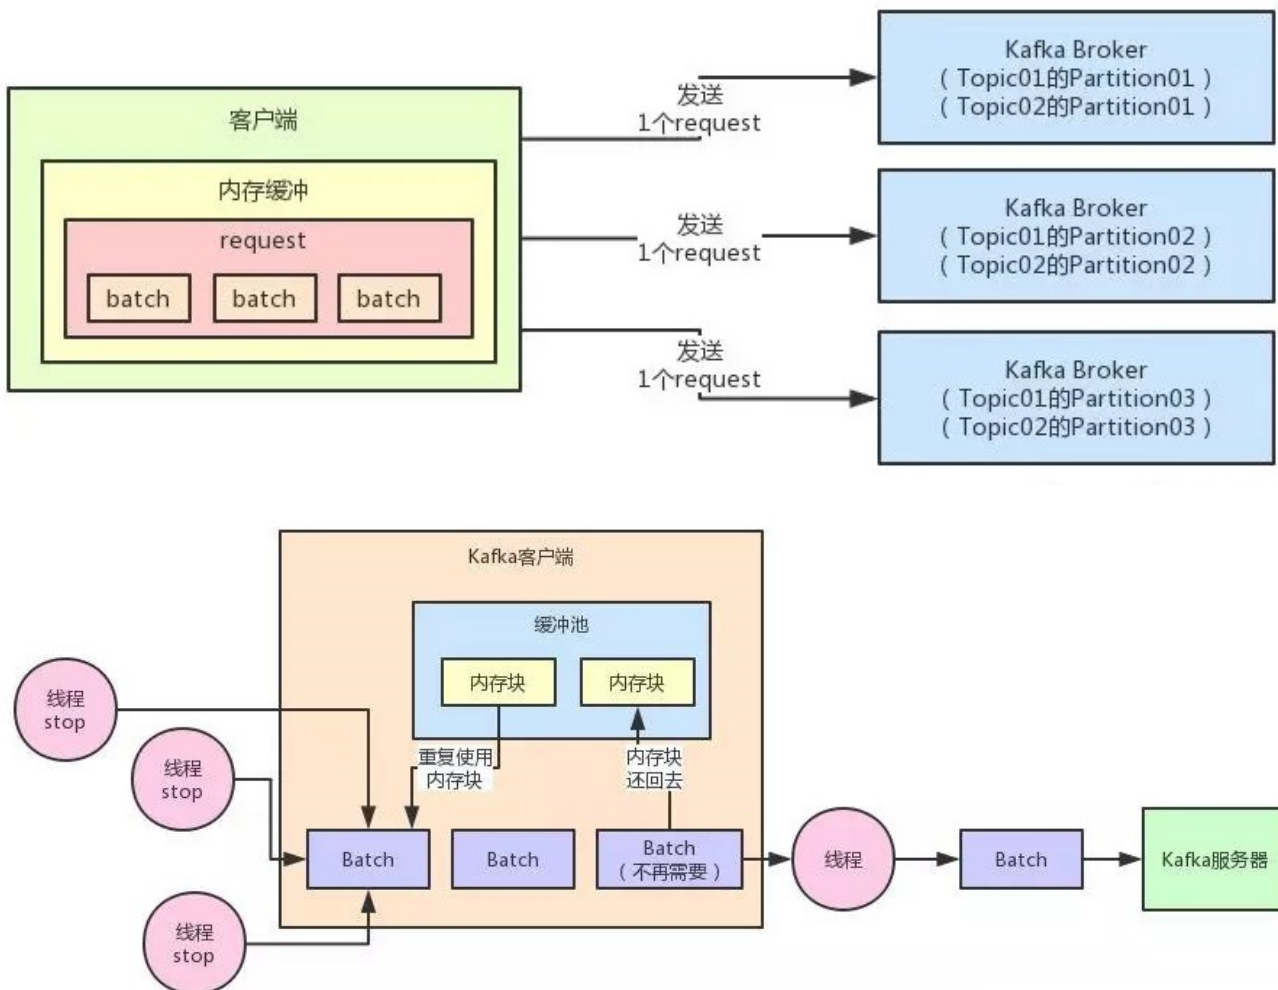 客户端
内存缓冲
request
batch
batch
batch
发送
1个request
发送
1个request
发送
1个request
Kafka Broker
（Topic01的Partition01）
（Topic02的Partition01）
Kafka Broker
（Topic01的Partition02）
（Topic02的Partition02）
Kafka Broker
（Topic01的Partition03）
（Topic02的Partition03）
Kafka客户端
缓冲池
内存块
内存块
线程
stop
线程
stop
线程
stop
重复使用
内存块
内存块
还回去
Batch
Batch
Batch
（不再需要）
线程
Batch
Kafka服务器